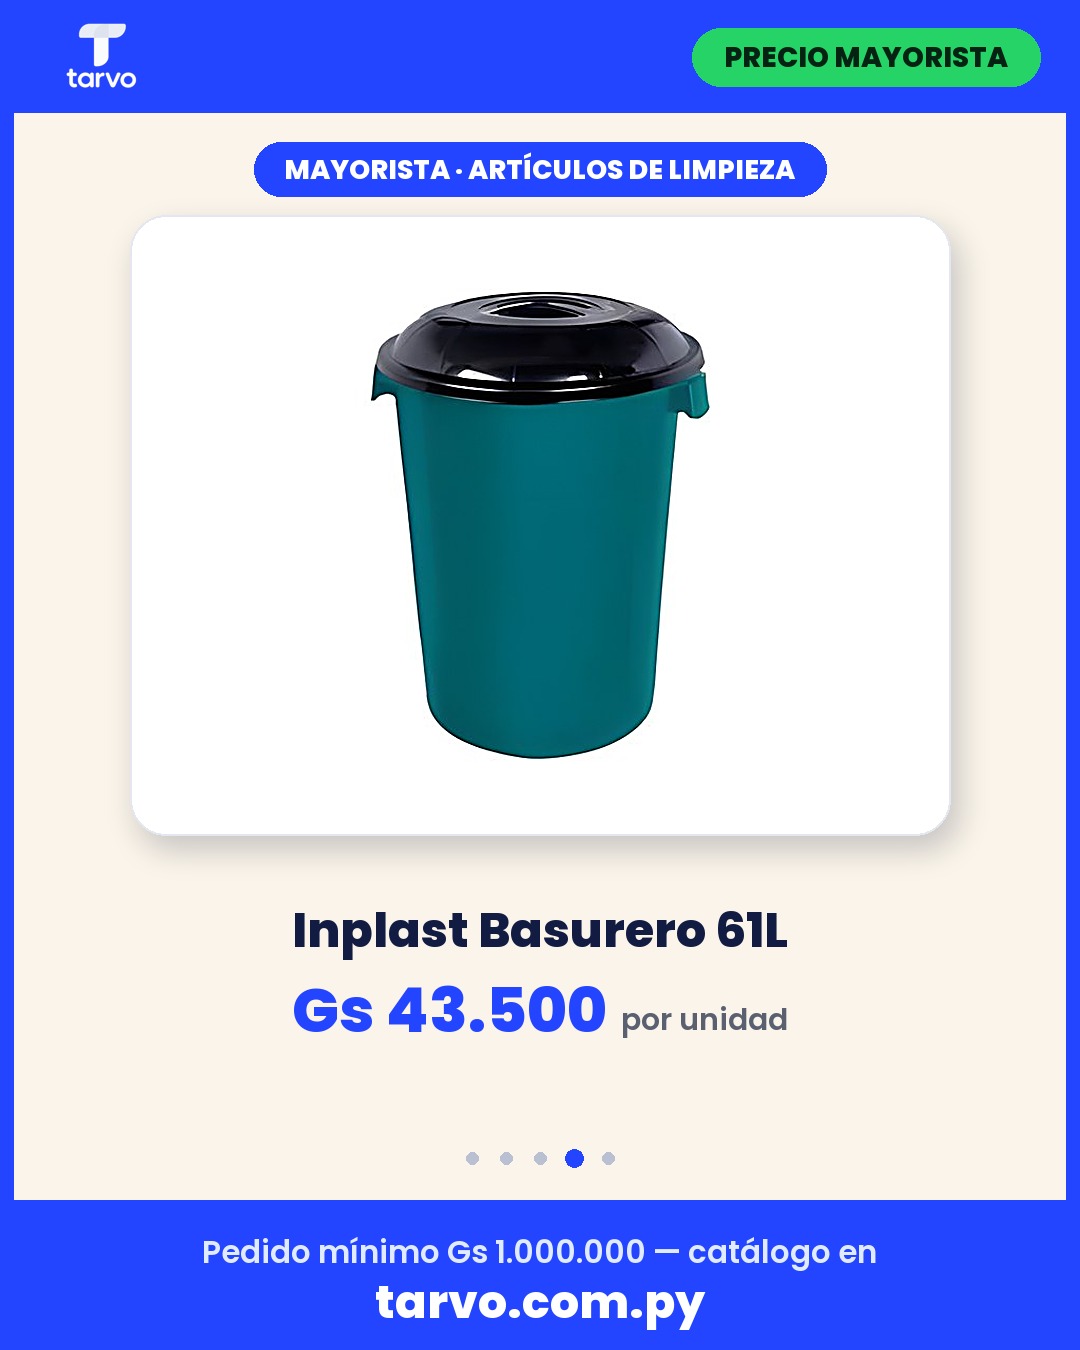 tarvo
PRECIO MAYORISTA
MAYORISTA · ARTÍCULOS DE LIMPIEZA
Inplast Basurero 61L
Gs 43.500 por unidad
Pedido mínimo Gs 1.000.000 — catálogo en
tarvo.com.py